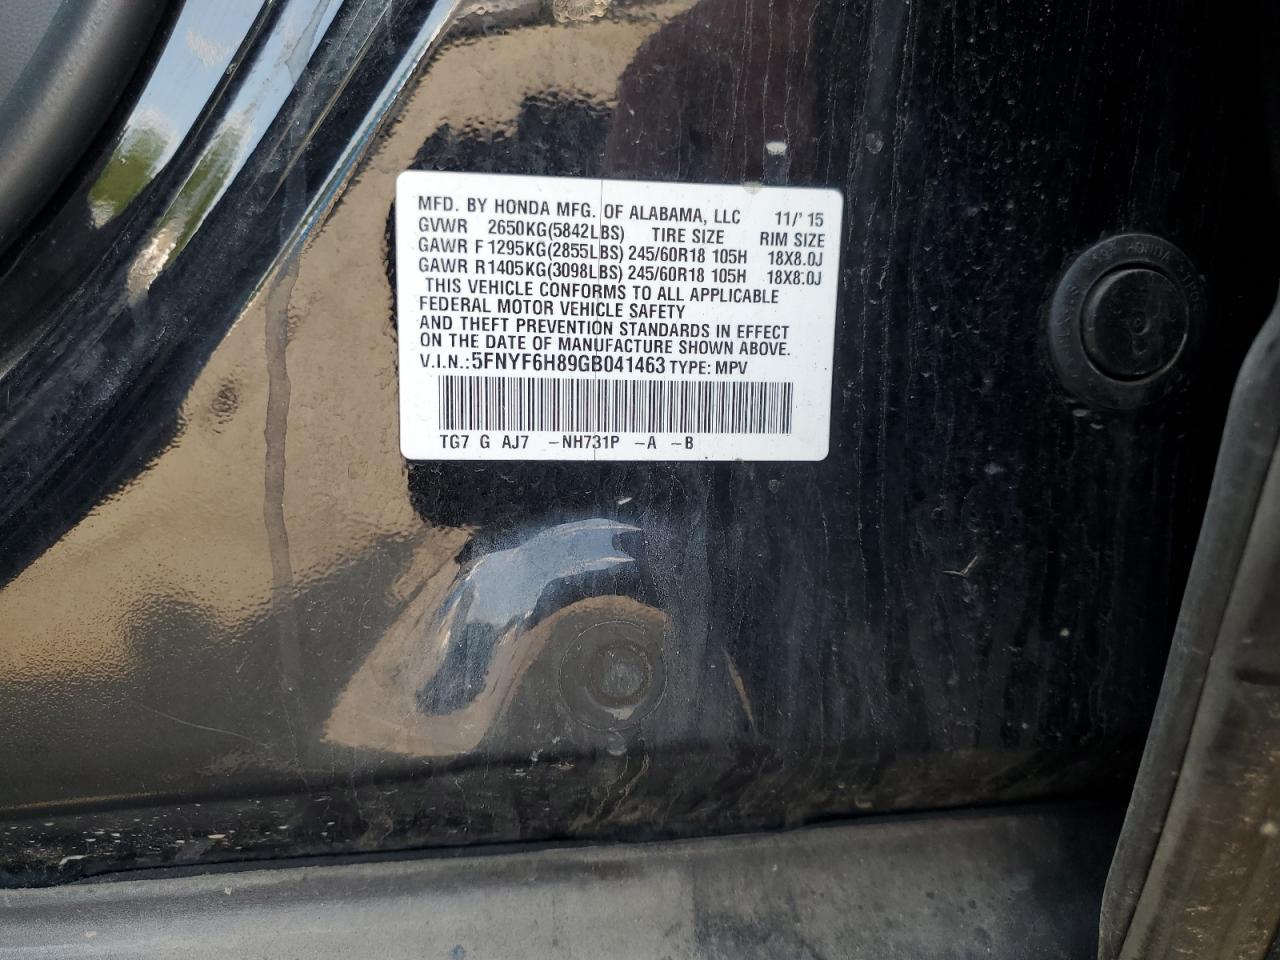 MFD. BY HONDA MFG. OF ALABAMA, LLC 11/'15
GVWR 2650KG(5842LBS) TIRE SIZE RIM SIZE
GAWR F 1295KG(2855LBS) 245/60R18 105H 18X8.0J
GAWR R1405KG(3098LBS) 245/60R18 105H 18X8.0J
THIS VEHICLE CONFORMS TO ALL APPLICABLE
FEDERAL MOTOR VEHICLE SAFETY
AND THEFT PREVENTION STANDARDS IN EFFECT
ON THE DATE OF MANUFACTURE SHOWN ABOVE.
V.I.N.:5FNYF6H89GB041463 TYPE: MPV
TG7 G AJ7 -NH731P -A -B